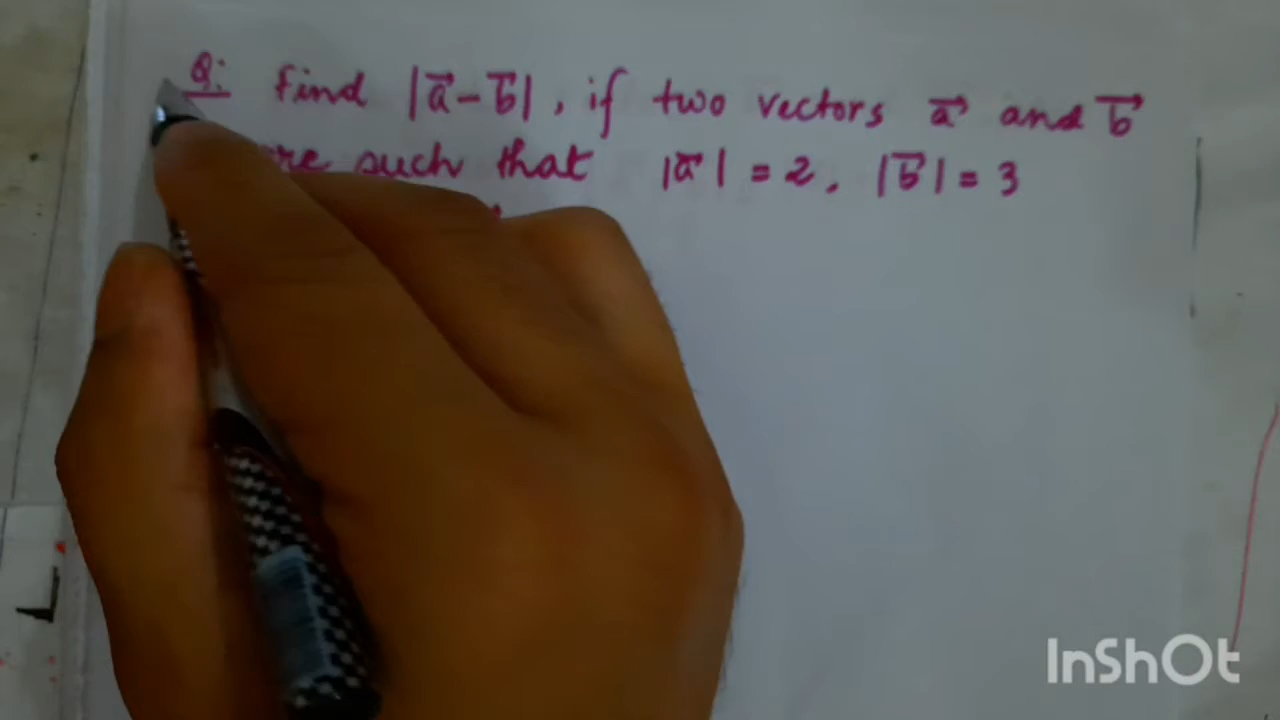 Q: Find |a⃗ - b⃗|, if two vectors a⃗ and b⃗
such that |a⃗| = 2, |b⃗| = 3
InShOt